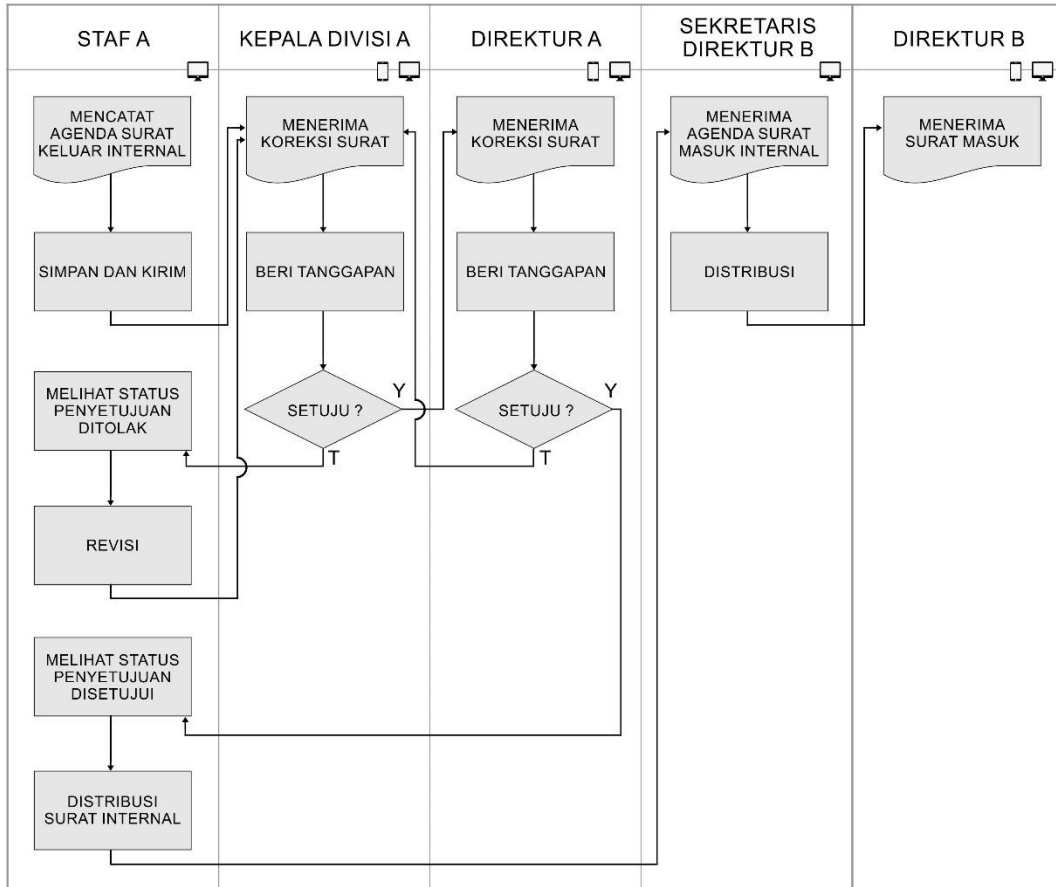 STAF A
KEPALA DIVISI A
DIREKTUR A
SEKRETARIS
DIREKTUR B
DIREKTUR B
MENCATAT
AGENDA SURAT
KELUAR INTERNAL
MENERIMA
KOREKSI SURAT
MENERIMA
KOREKSI SURAT
MENERIMA
AGENDA SURAT
MASUK INTERNAL
MENERIMA
SURAT MASUK
SIMPAN DAN KIRIM
BERI TANGGAPAN
BERI TANGGAPAN
DISTRIBUSI
MELIHAT STATUS
PENYETUJUAN
DITOLAK
SETUJU ?
Y
T
SETUJU ?
Y
T
REVISI
MELIHAT STATUS
PENYETUJUAN
DISETUJUI
DISTRIBUSI
SURAT INTERNAL